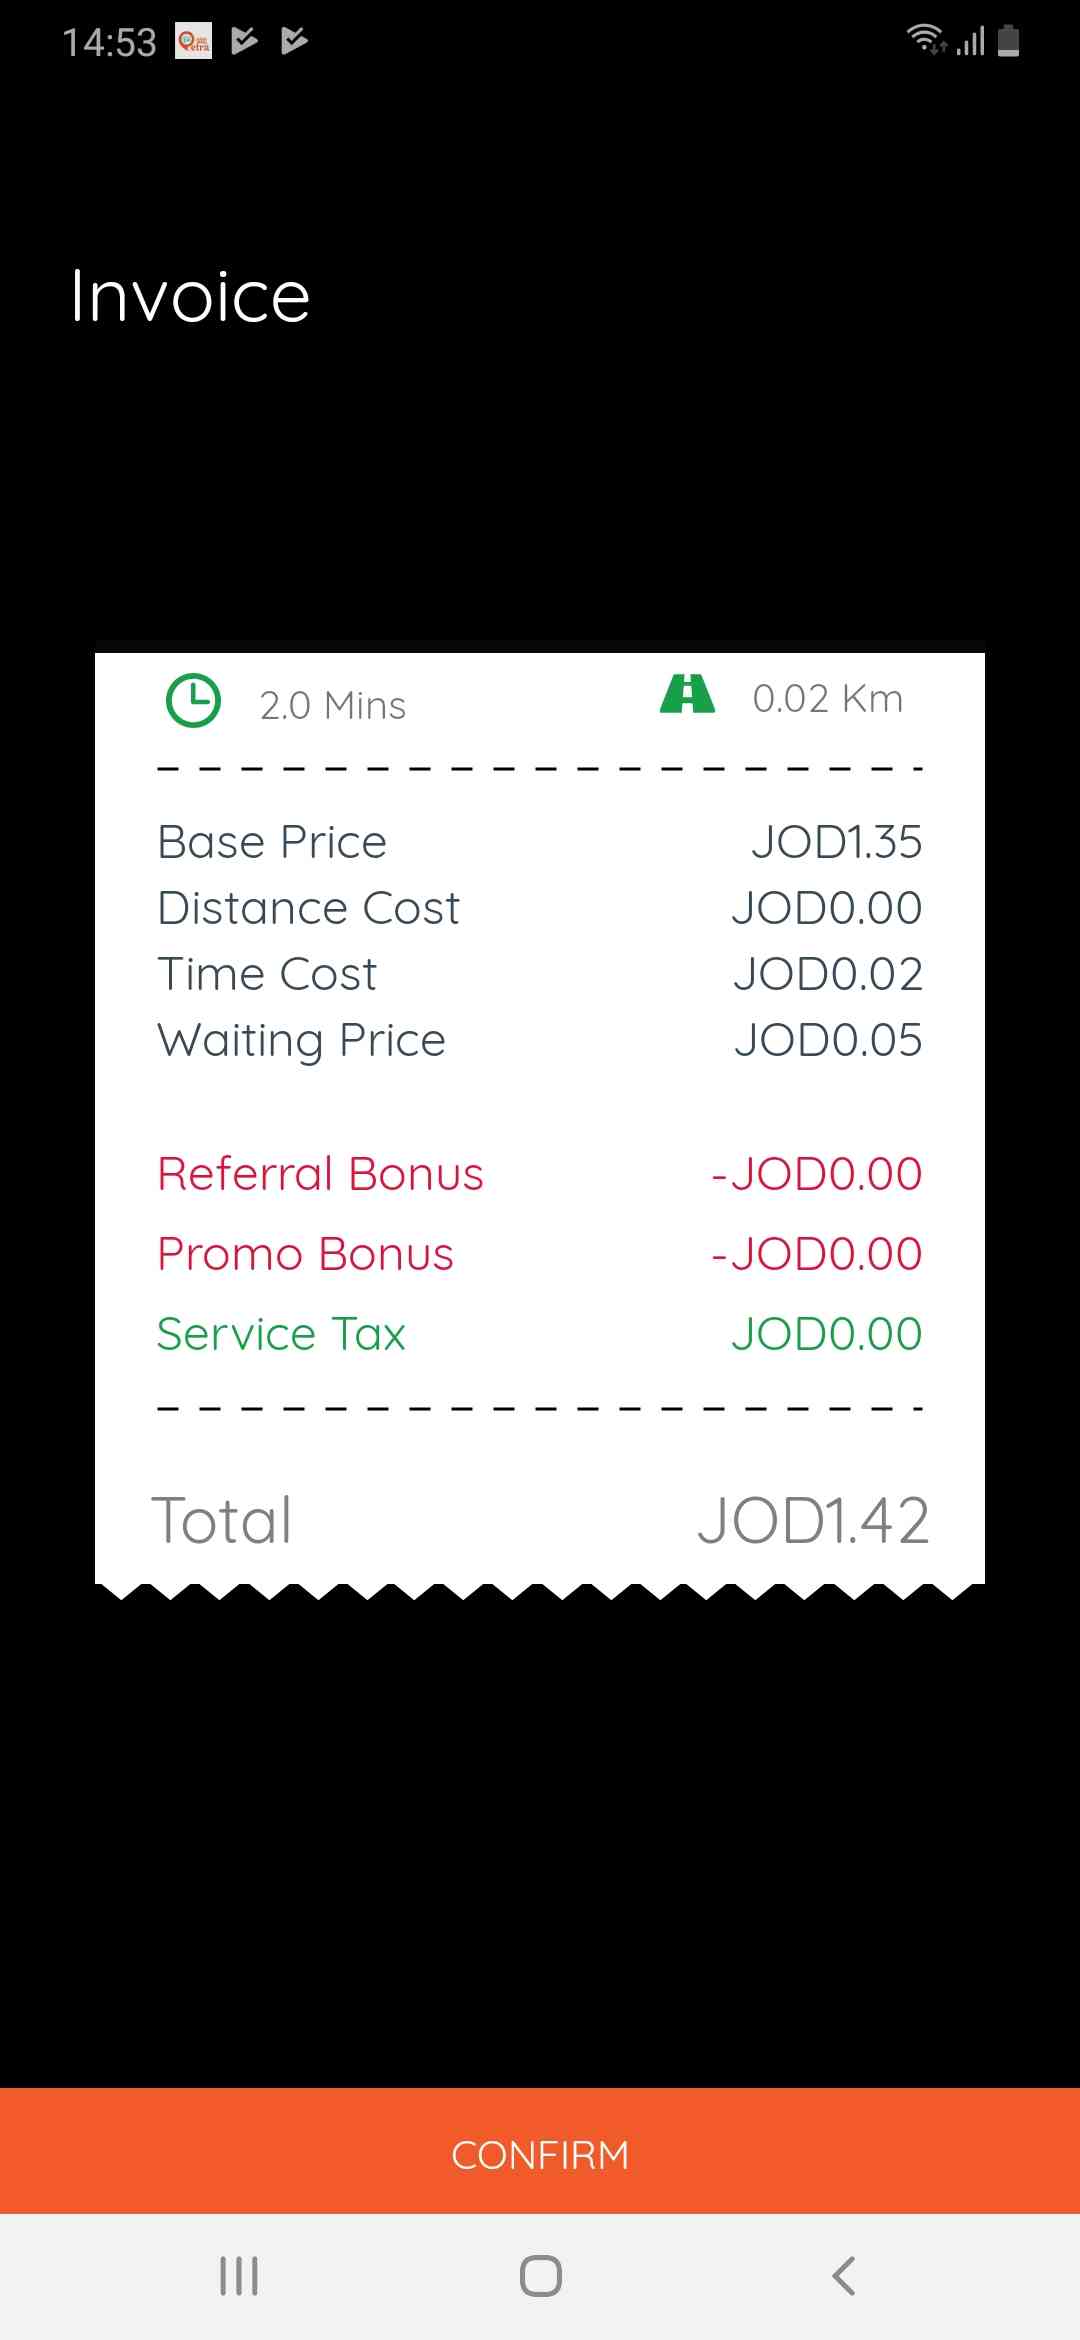 14:53
Invoice
2.0 Mins 0.02 Km
Base Price JOD1.35
Distance Cost JOD0.00
Time Cost JOD0.02
Waiting Price JOD0.05
Referral Bonus -JOD0.00
Promo Bonus -JOD0.00
Service Tax JOD0.00
Total JOD1.42
CONFIRM